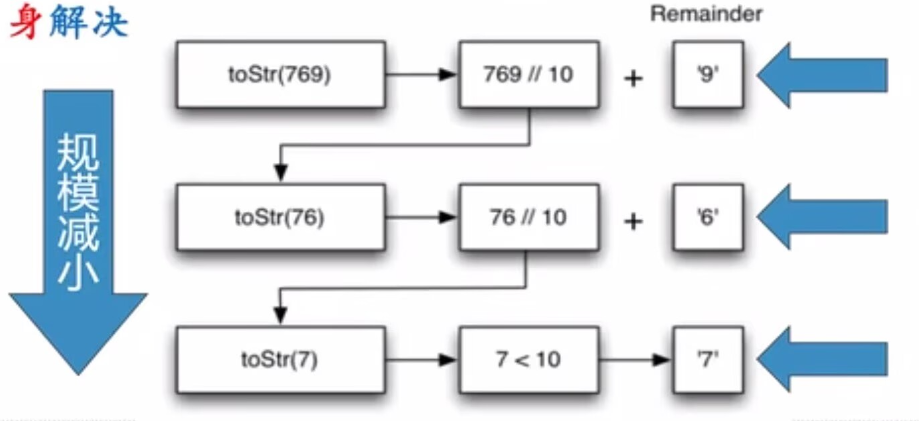 身解决
Remainder
toStr(769)
769 // 10
+
'9'
规模减小
toStr(76)
76 // 10
+
'6'
toStr(7)
7 < 10
'7'